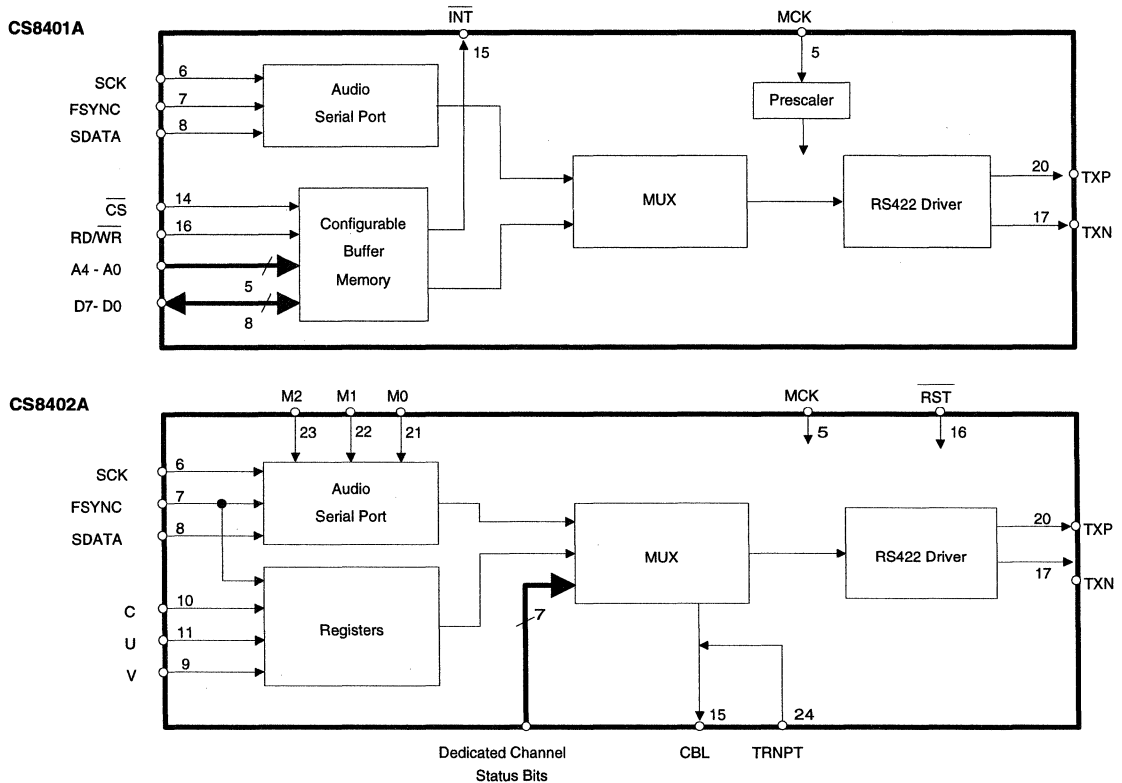 CS8401A
INT
MCK
15
5
SCK
6
FSYNC
7
SDATA
8
Audio
Serial Port
Prescaler
CS
14
RD/WR
16
A4 - A0
5
D7- D0
8
Configurable
Buffer
Memory
MUX
RS422 Driver
20
TXP
17
TXN
CS8402A
M2
M1
M0
MCK
RST
23
22
21
5
16
SCK
6
FSYNC
7
SDATA
8
Audio
Serial Port
C
10
U
11
V
9
Registers
MUX
7
RS422 Driver
20
TXP
17
TXN
15
24
Dedicated Channel
Status Bits
CBL
TRNPT